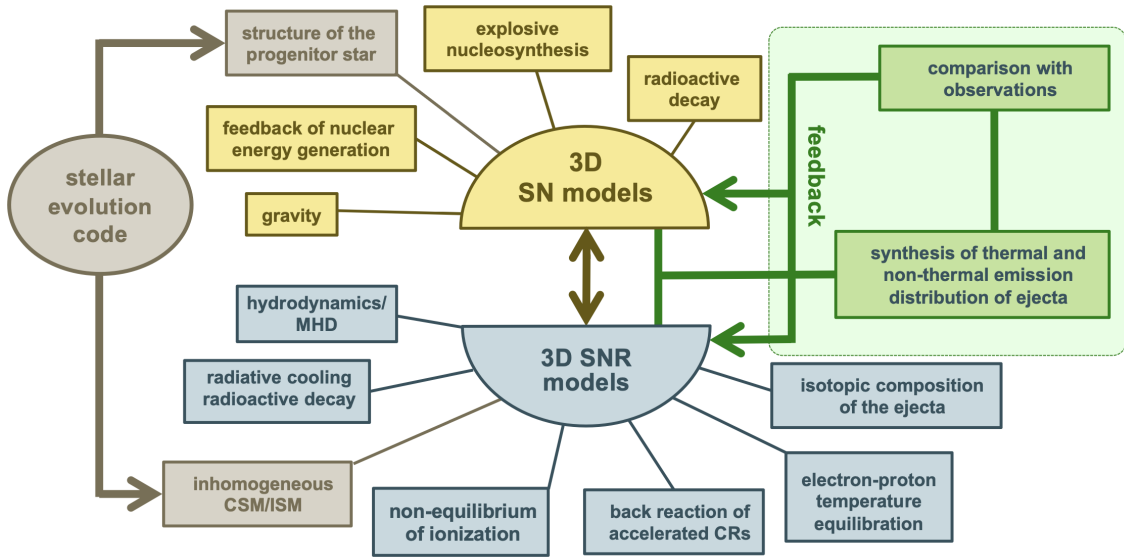 structure of the
progenitor star
explosive
nucleosynthesis
radioactive
decay
comparison with
observations
feedback of nuclear
energy generation
3D
SN models
feedback
stellar
evolution
code
gravity
synthesis of thermal and
non-thermal emission
distribution of ejecta
hydrodynamics/
MHD
3D SNR
models
radiative cooling
radioactive decay
isotopic composition
of the ejecta
inhomogeneous
CSM/ISM
non-equilibrium
of ionization
back reaction of
accelerated CRs
electron-proton
temperature
equilibration